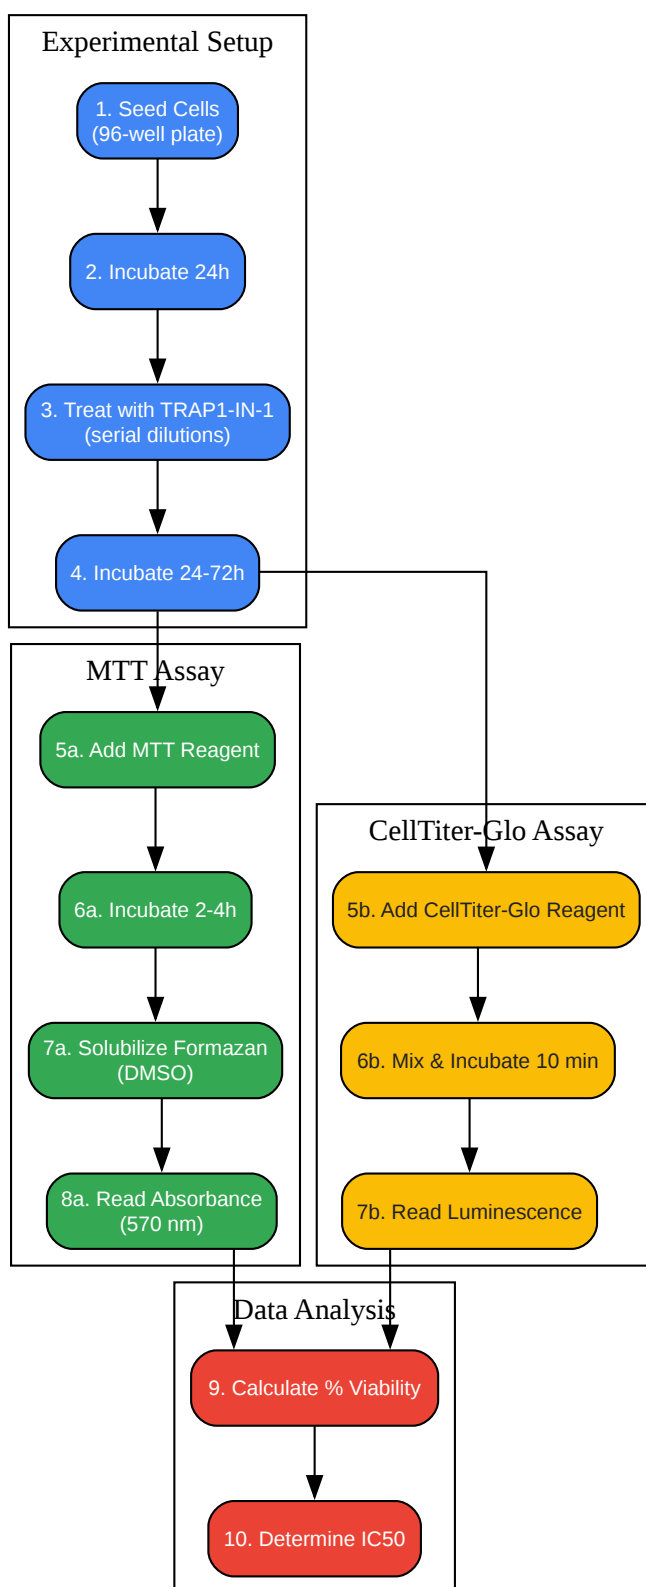 Experimental Setup
1. Seed Cells
(96-well plate)
2. Incubate 24h
3. Treat with TRAP1-IN-1
(serial dilutions)
4. Incubate 24-72h
MTT Assay
5a. Add MTT Reagent
6a. Incubate 2-4h
7a. Solubilize Formazan
(DMSO)
8a. Read Absorbance
(570 nm)
CellTiter-Glo Assay
5b. Add CellTiter-Glo Reagent
6b. Mix & Incubate 10 min
7b. Read Luminescence
Data Analysis
9. Calculate % Viability
10. Determine IC50